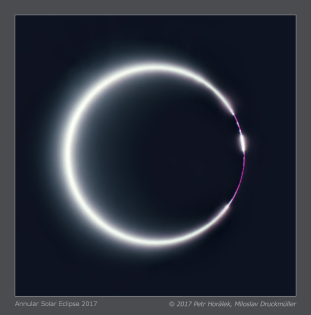 Annular Solar Eclipse 2017
© 2017 Petr Horálek, Miloslav Druckmüller